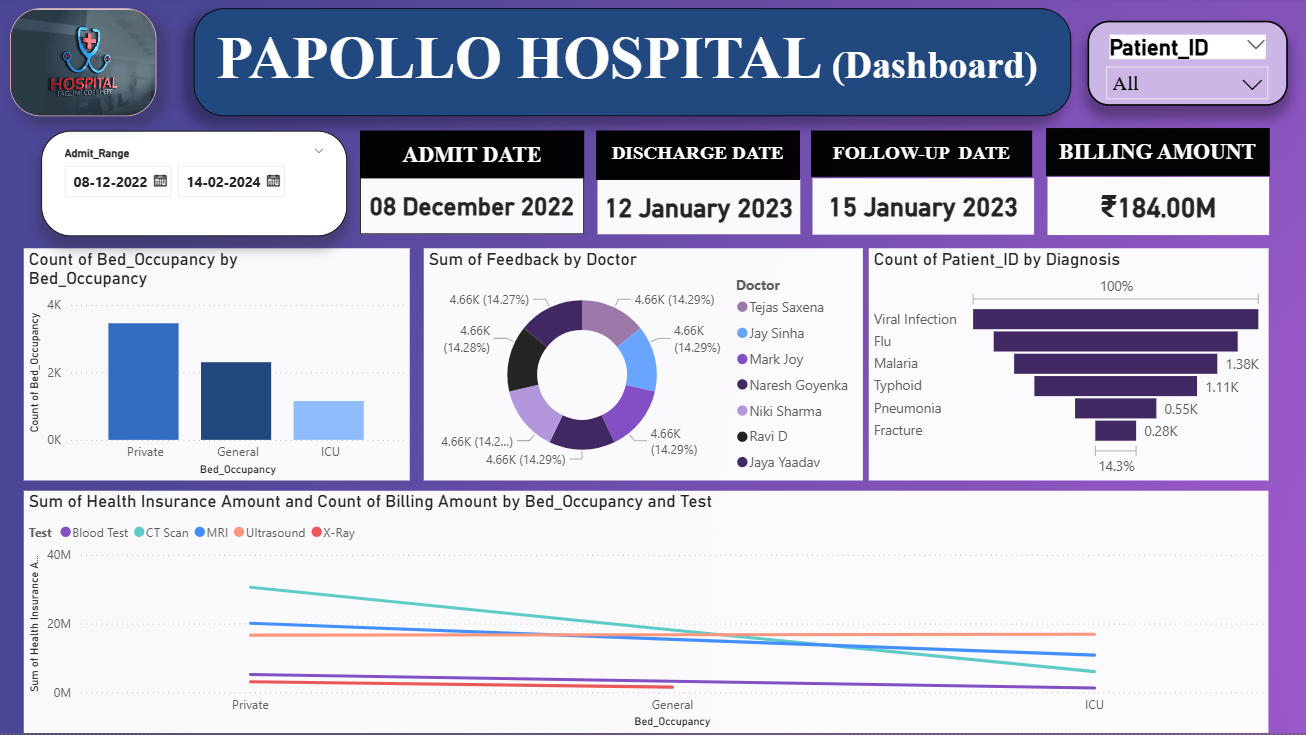 HOSPITAL
TAGLINE GOES HERE
PAPOLLO HOSPITAL (Dashboard)
Patient_ID
All
Admit_Range
08-12-2022 14-02-2024
ADMIT DATE
08 December 2022
DISCHARGE DATE
12 January 2023
FOLLOW-UP DATE
15 January 2023
BILLING AMOUNT
₹184.00M
Count of Bed_Occupancy by
Bed_Occupancy
Count of Bed_Occupancy
4K
2K
0K
Private General ICU
Bed_Occupancy
Sum of Feedback by Doctor
4.66K (14.27%)
4.66K (14.29%)
4.66K
(14.28%)
4.66K
(14.29%)
4.66K (14.2...)
4.66K
(14.29%)
4.66K (14.29%)
Doctor
Tejas Saxena
Jay Sinha
Mark Joy
Naresh Goyenka
Niki Sharma
Ravi D
Jaya Yaadav
Count of Patient_ID by Diagnosis
100%
Viral Infection
Flu
Malaria 1.38K
Typhoid 1.11K
Pneumonia 0.55K
Fracture 0.28K
14.3%
Sum of Health Insurance Amount and Count of Billing Amount by Bed_Occupancy and Test
Test Blood Test CT Scan MRI Ultrasound X-Ray
Sum of Health Insurance A...
40M
20M
0M
Private General ICU
Bed_Occupancy